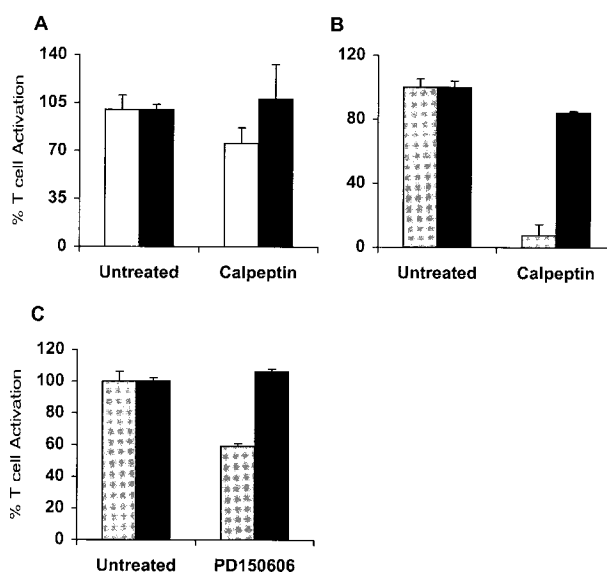 A
% T cell Activation
140
105
70
35
0
Untreated
Calpeptin
B
120
80
40
0
Untreated
Calpeptin
C
% T cell Activation
120
100
80
60
40
20
0
Untreated
PD150606